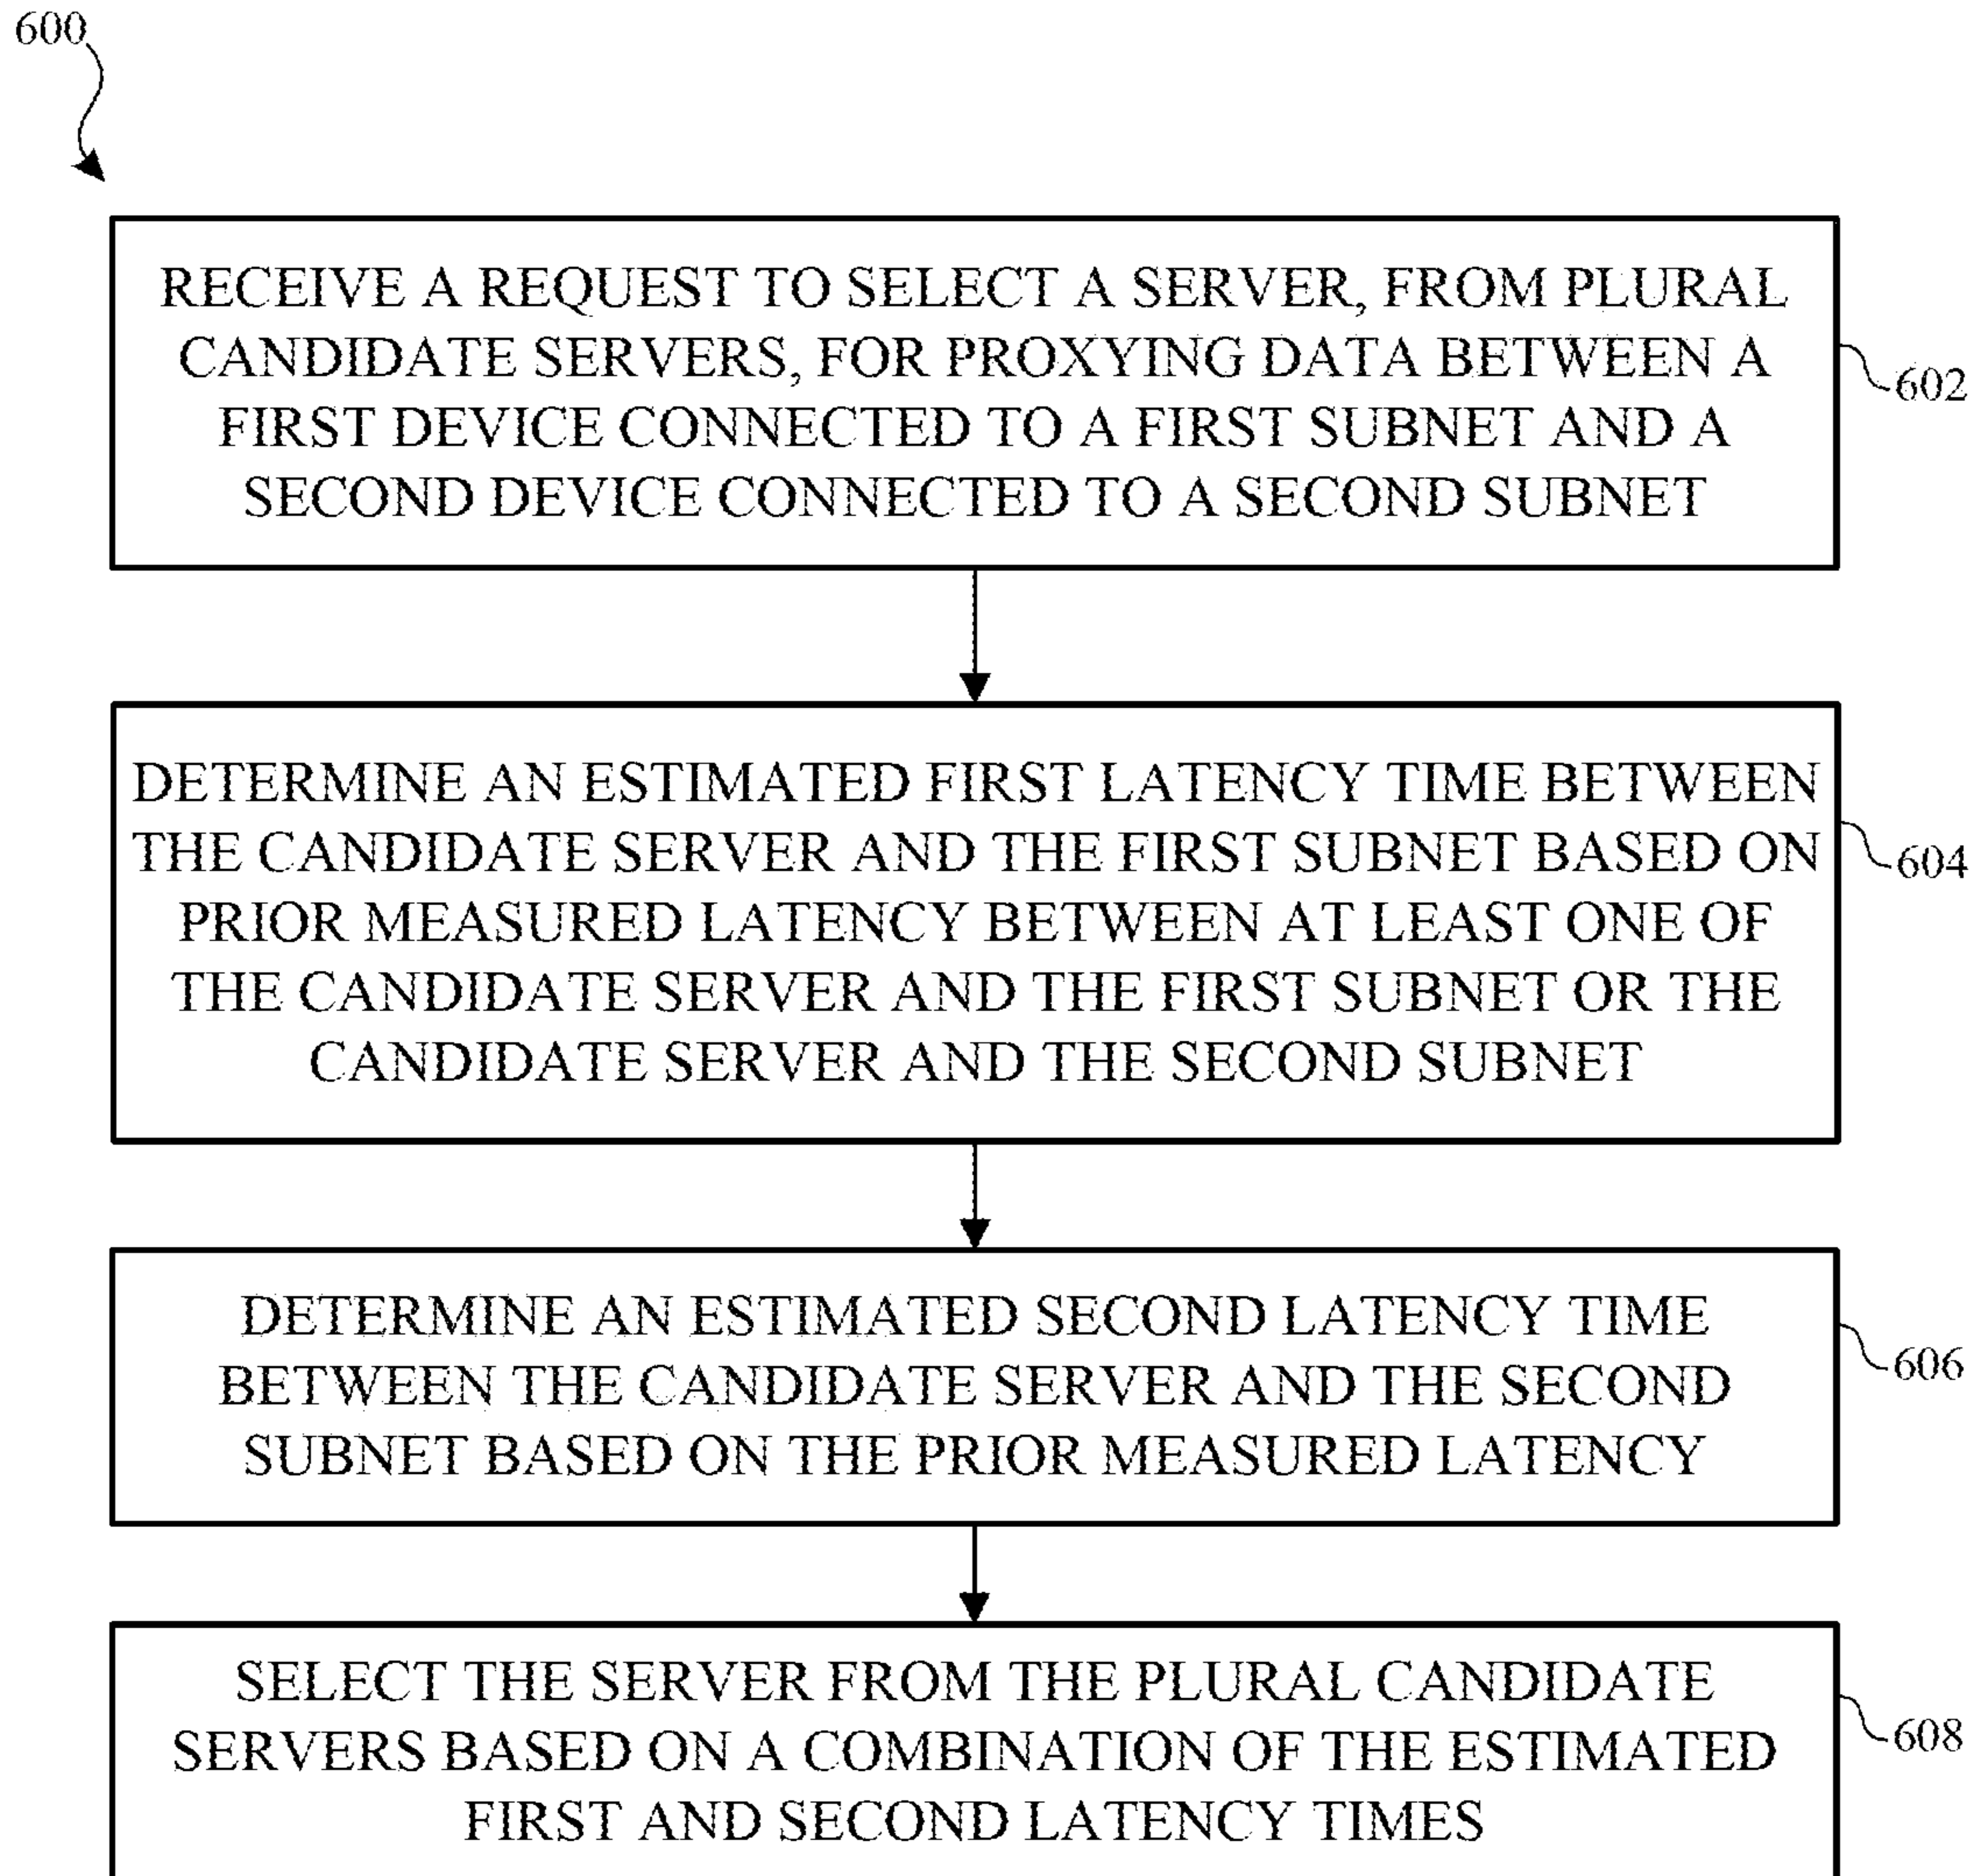 600
RECEIVE A REQUEST TO SELECT A SERVER, FROM PLURAL
CANDIDATE SERVERS, FOR PROXYING DATA BETWEEN A
FIRST DEVICE CONNECTED TO A FIRST SUBNET AND A
SECOND DEVICE CONNECTED TO A SECOND SUBNET
602
DETERMINE AN ESTIMATED FIRST LATENCY TIME BETWEEN
THE CANDIDATE SERVER AND THE FIRST SUBNET BASED ON
PRIOR MEASURED LATENCY BETWEEN AT LEAST ONE OF
THE CANDIDATE SERVER AND THE FIRST SUBNET OR THE
CANDIDATE SERVER AND THE SECOND SUBNET
604
DETERMINE AN ESTIMATED SECOND LATENCY TIME
BETWEEN THE CANDIDATE SERVER AND THE SECOND
SUBNET BASED ON THE PRIOR MEASURED LATENCY
606
SELECT THE SERVER FROM THE PLURAL CANDIDATE
SERVERS BASED ON A COMBINATION OF THE ESTIMATED
FIRST AND SECOND LATENCY TIMES
608